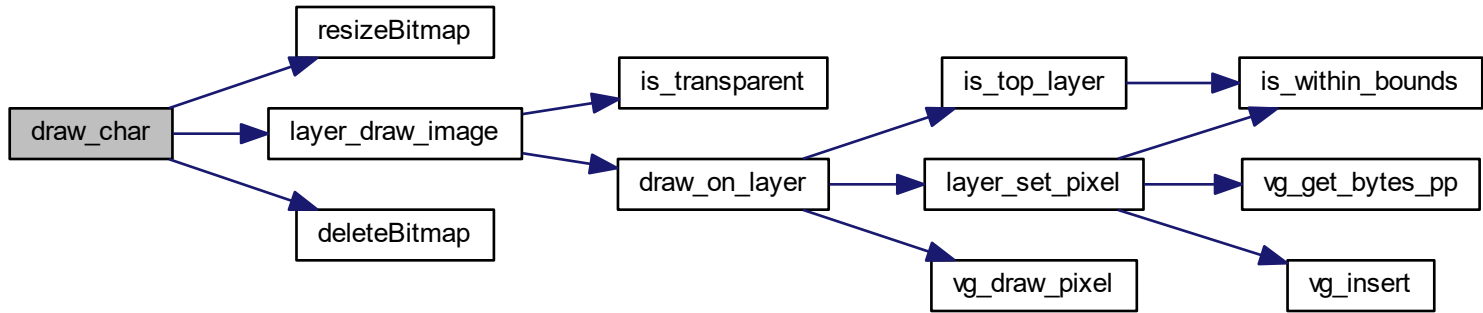 draw_char
resizeBitmap
layer_draw_image
deleteBitmap
is_transparent
draw_on_layer
is_top_layer
layer_set_pixel
vg_draw_pixel
is_within_bounds
vg_get_bytes_pp
vg_insert